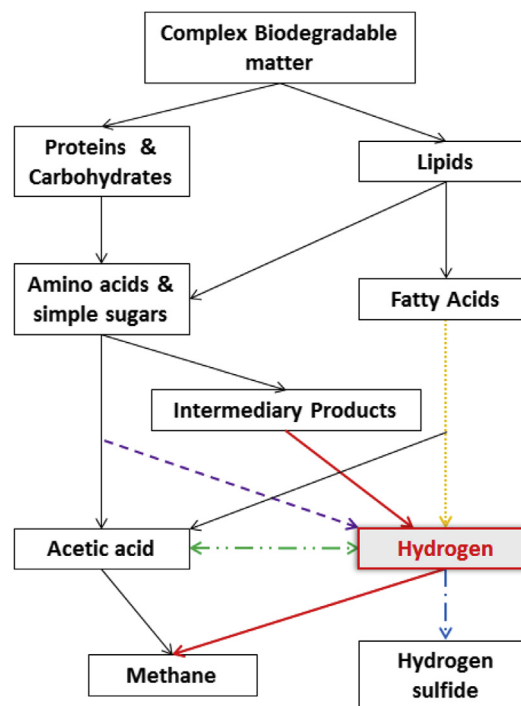 Complex Biodegradable
matter
Proteins &
Carbohydrates
Lipids
Amino acids &
simple sugars
Fatty Acids
Intermediary Products
Acetic acid
Hydrogen
Methane
Hydrogen
sulfide